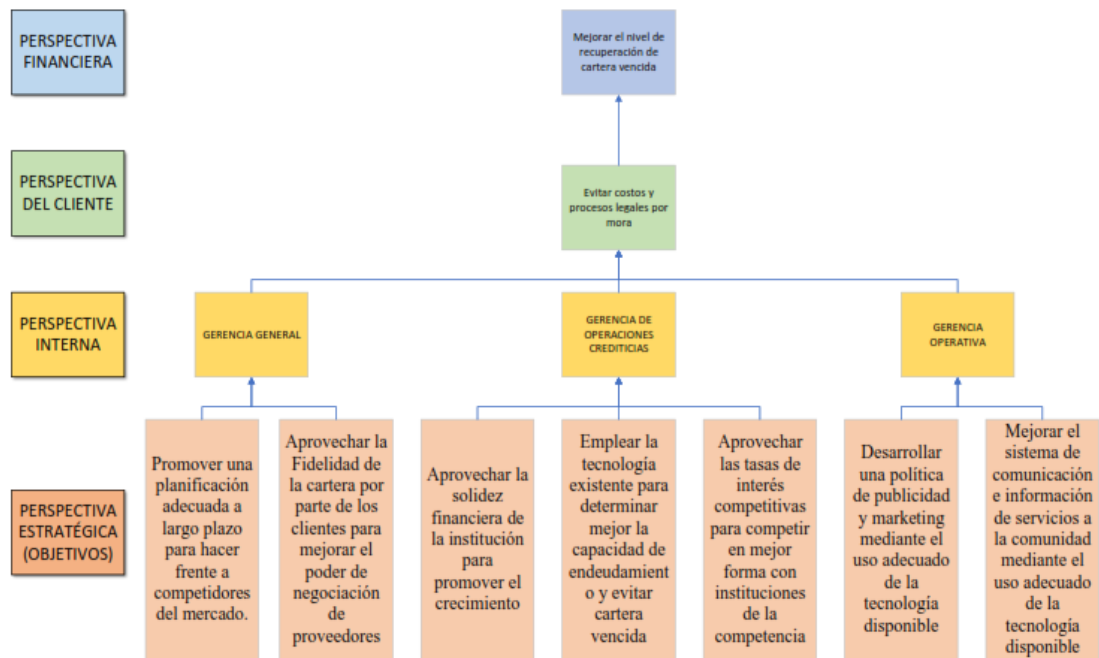 PERSPECTIVA
FINANCIERA
Mejorar el nivel de
recuperación de
cartera vencida
PERSPECTIVA
DEL CLIENTE
Evitar costos y
procesos legales por
mora
PERSPECTIVA
INTERNA
GERENCIA GENERAL
GERENCIA DE
OPERACIONES
CREDITICIAS
GERENCIA
OPERATIVA
PERSPECTIVA
ESTRATÉGICA
(OBJETIVOS)
Promover una
planificación
adecuada a
largo plazo
para hacer
frente a
competidores
del mercado.
Aprovechar la
Fidelidad de
la cartera por
parte de los
clientes para
mejorar el
poder de
negociación
de
proveedores
Aprovechar la
solidez
financiera de
la institución
para
promover el
crecimiento
Emplear la
tecnología
existente para
determinar
mejor la
capacidad de
endeudamient
o y evitar
cartera
vencida
Aprovechar
las tasas de
interés
competitivas
para competir
en mejor
forma con
instituciones
de la
competencia
Desarrollar
una política
de publicidad
y marketing
mediante el
uso adecuado
de la
tecnología
disponible
Mejorar el
sistema de
comunicación
e información
de servicios a
la comunidad
mediante el
uso adecuado
de la
tecnología
disponible